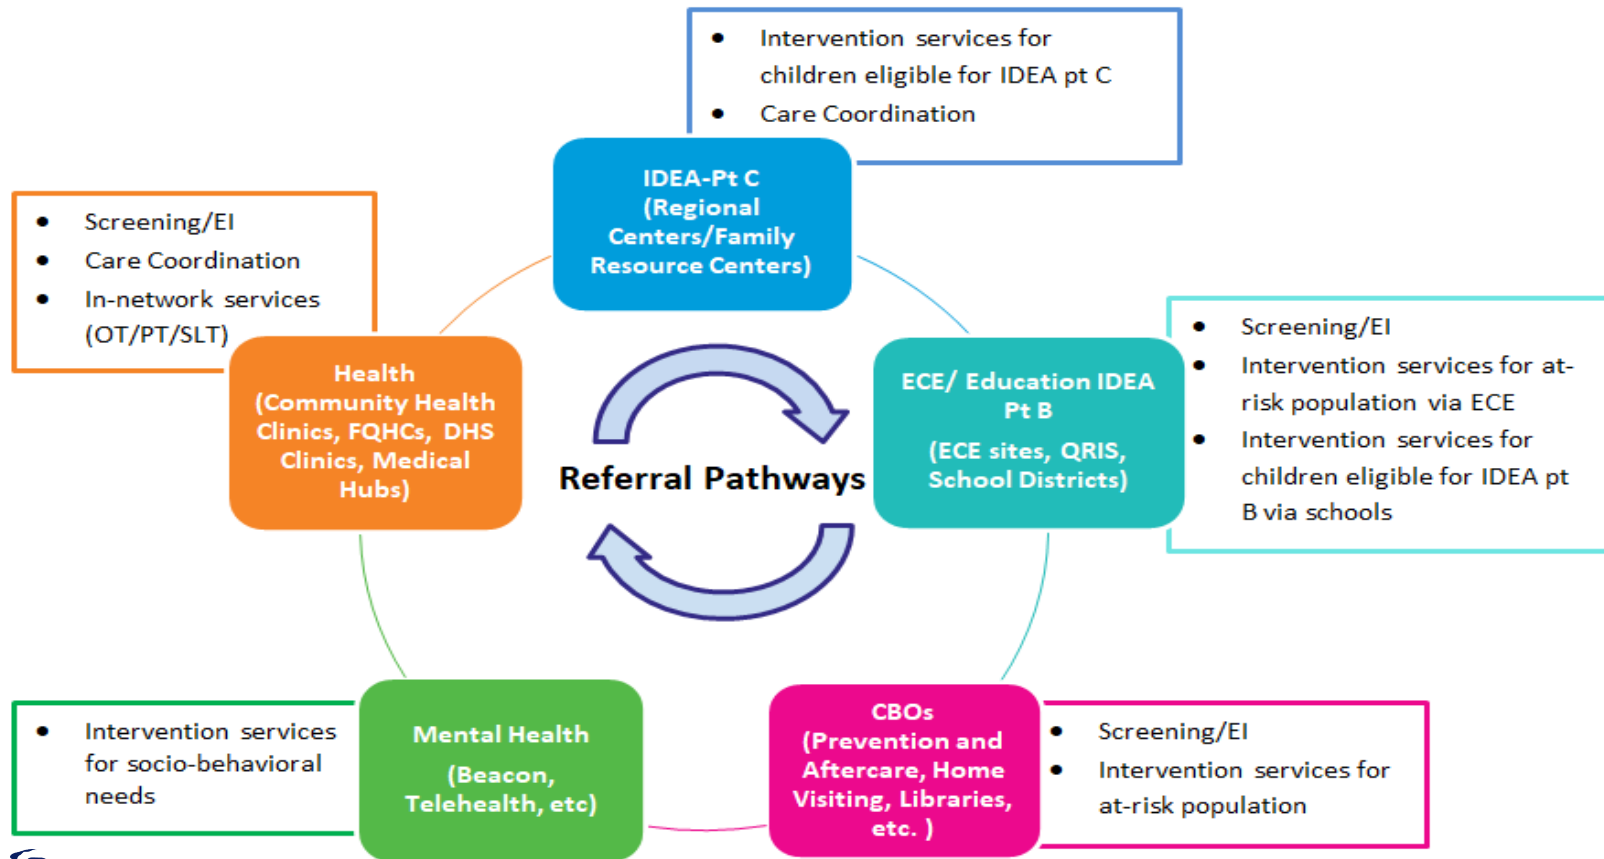 • Intervention services for
children eligible for IDEA pt C
• Care Coordination
IDEA-Pt C
(Regional
Centers/Family
Resource Centers)
• Screening/EI
• Care Coordination
• In-network services
(OT/PT/SLT)
Health
(Community Health
Clinics, FQHCs, DHS
Clinics, Medical
Hubs)
Referral Pathways
ECE/ Education IDEA
Pt B
(ECE sites, QRIS,
School Districts)
• Screening/EI
• Intervention services for at-
risk population via ECE
• Intervention services for
children eligible for IDEA pt
B via schools
• Intervention services
for socio-behavioral
needs
Mental Health
(Beacon,
Telehealth, etc)
CBOs
(Prevention and
Aftercare, Home
Visiting, Libraries,
etc. )
• Screening/EI
• Intervention services for
at-risk population